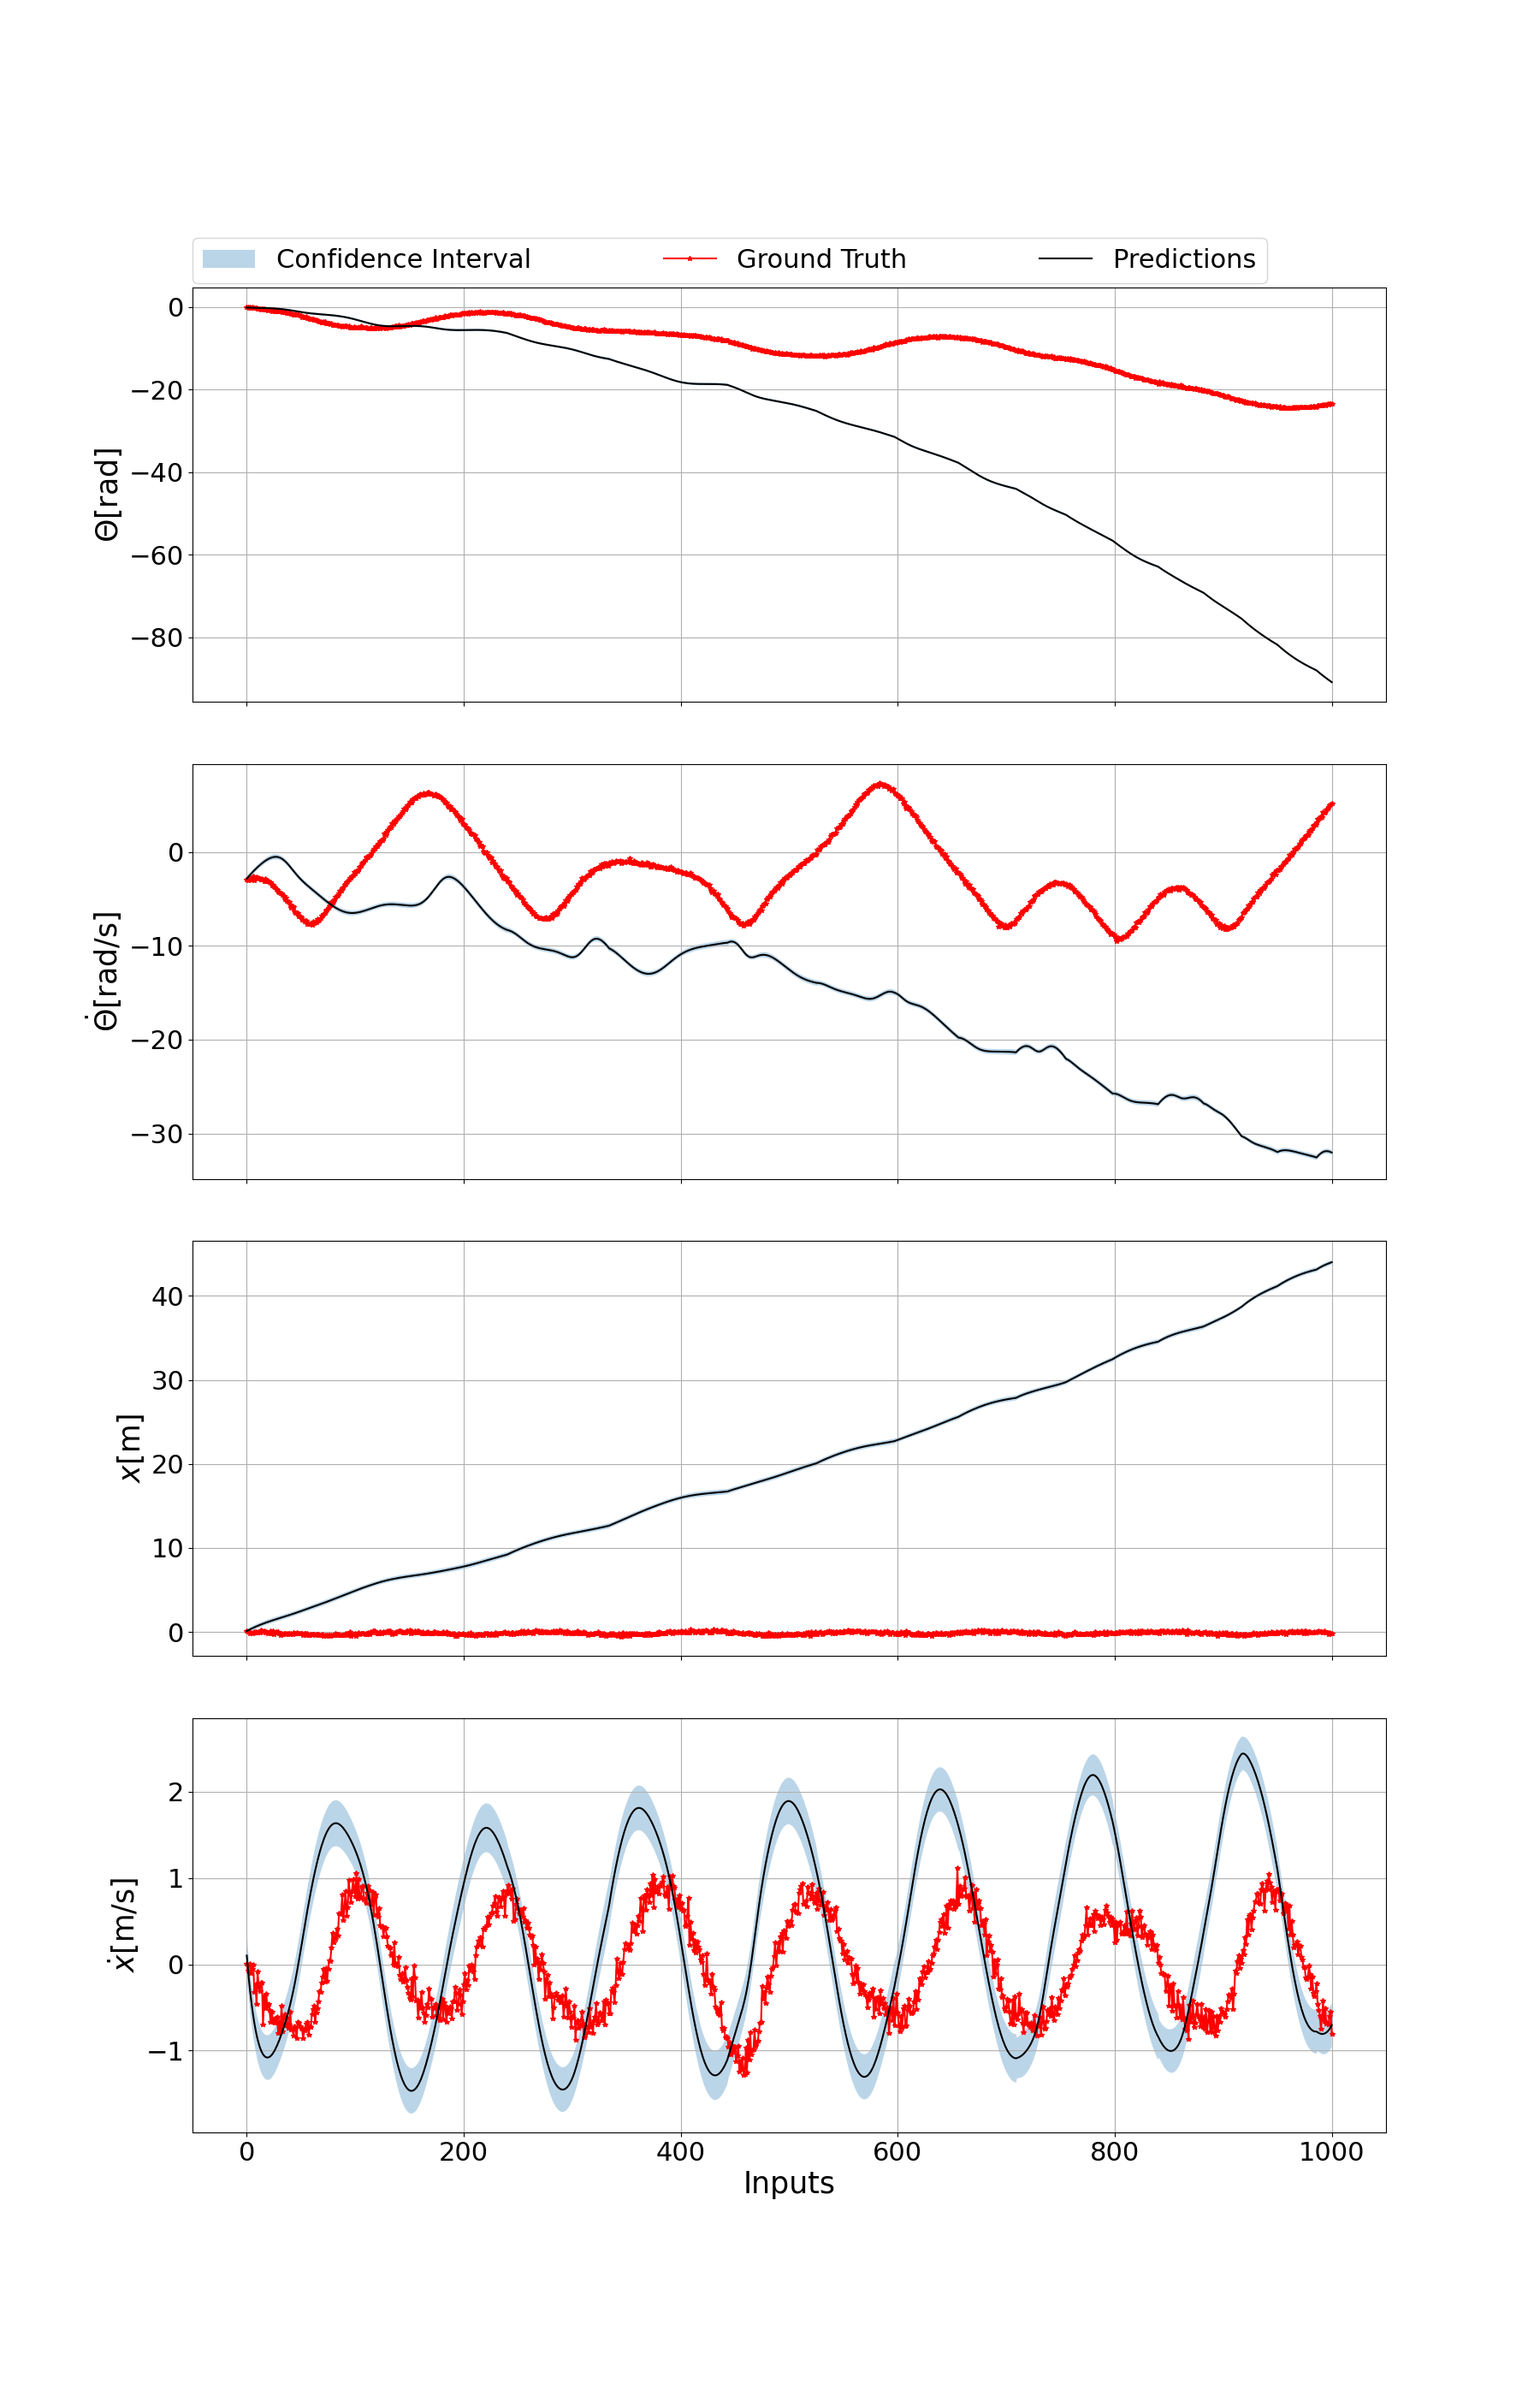 Confidence Interval Ground Truth Predictions
0
−20
−40
−60
−80
Θ[rad]
0
−10
−20
−30
Θ̇[rad/s]
40
30
20
10
0
x[m]
2
1
0
−1
ẋ[m/s]
0 200 400 600 800 1000
Inputs